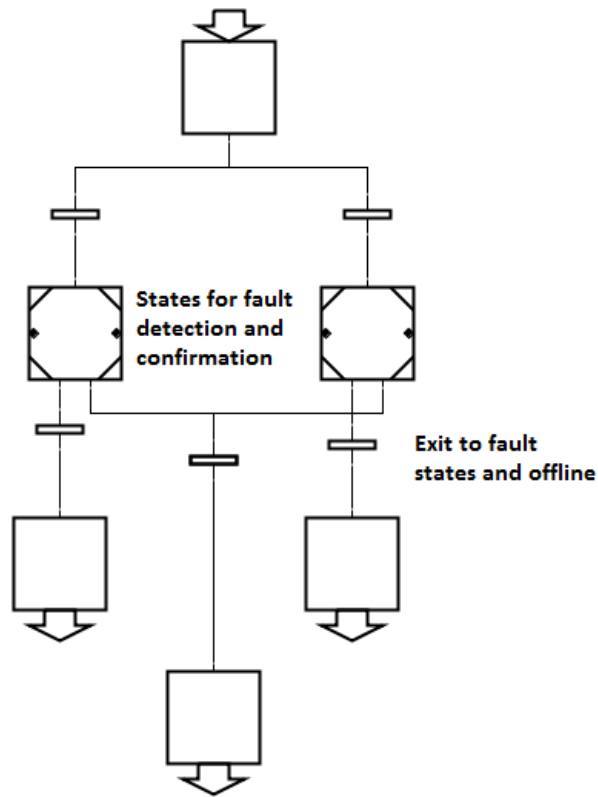 States for fault
detection and
confirmation
Exit to fault
states and offline